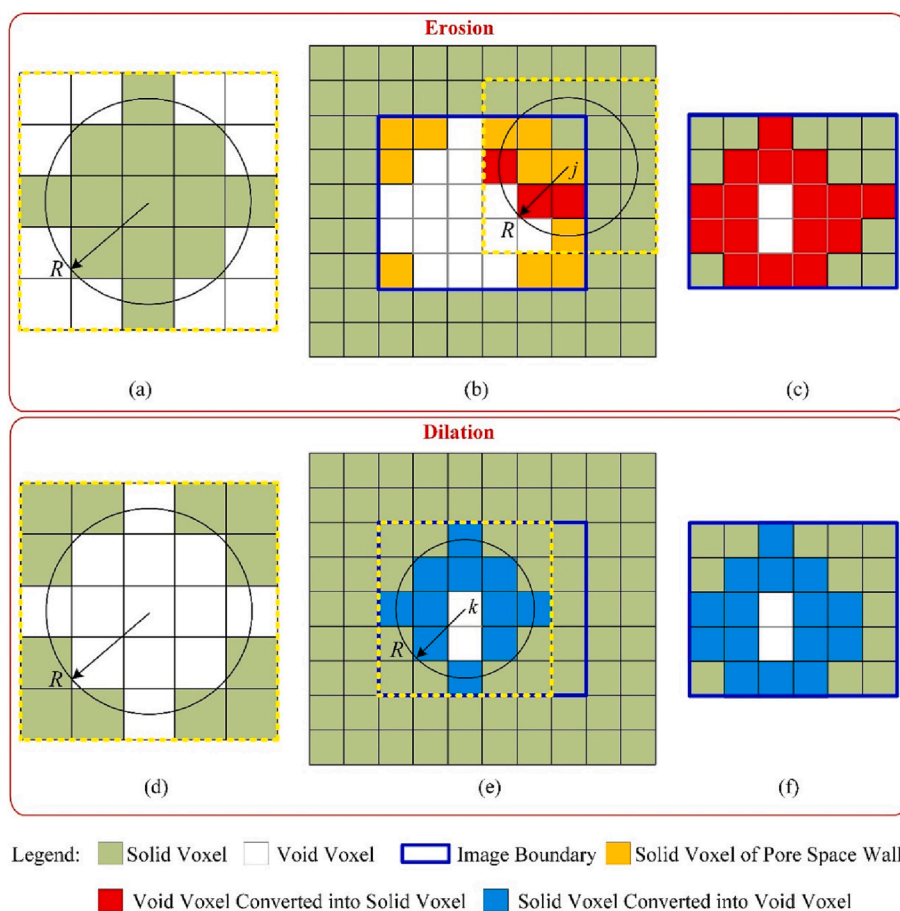 Erosion
R
j
R
(a)
(b)
(c)
Dilation
R
k
R
(d)
(e)
(f)
Legend: Solid Voxel Void Voxel Image Boundary Solid Voxel of Pore Space Wall
Void Voxel Converted into Solid Voxel Solid Voxel Converted into Void Voxel